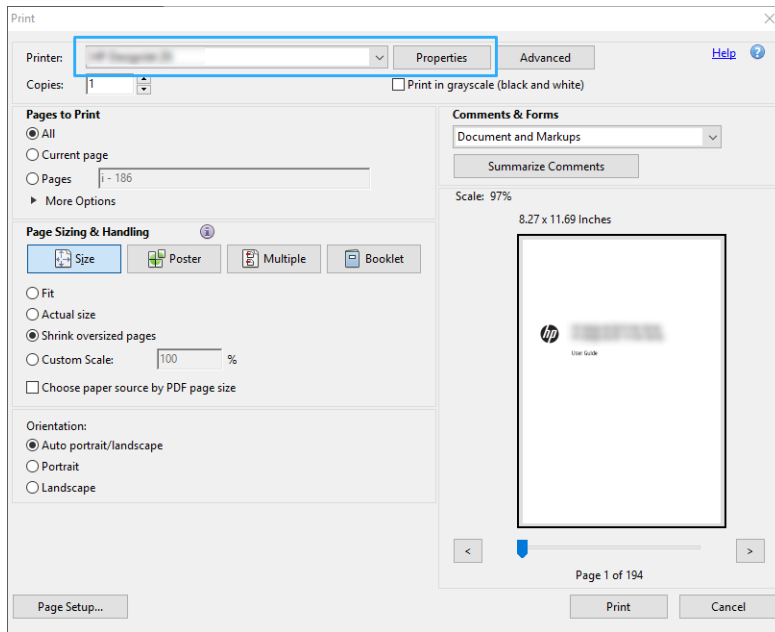 Print
Printer:
Properties
Advanced
Help
?
Copies:
1
Print in grayscale (black and white)
Pages to Print
All
Current page
Pages
i - 186
More Options
Comments & Forms
Document and Markups
Summarize Comments
Page Sizing & Handling
i
Size
Poster
Multiple
Booklet
Fit
Actual size
Shrink oversized pages
Custom Scale:
100
%
Choose paper source by PDF page size
Orientation:
Auto portrait/landscape
Portrait
Landscape
Scale: 97%
8.27 x 11.69 Inches
hp
User Guide
<
>
Page 1 of 194
Page Setup...
Print
Cancel